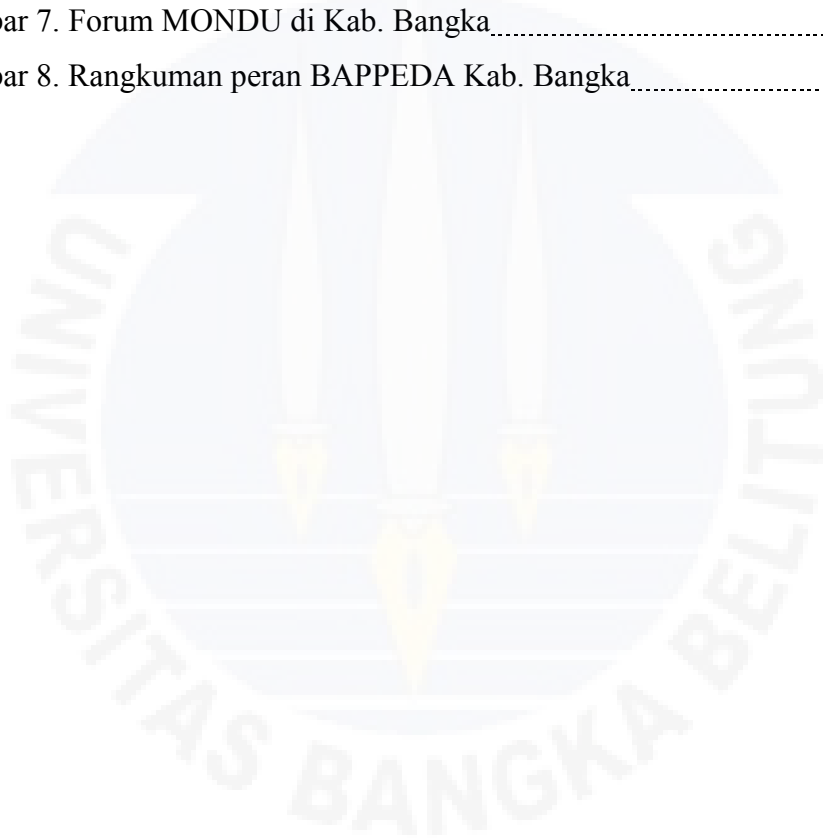 bar 7. Forum MONDU di Kab. Bangka
bar 8. Rangkuman peran BAPPEDA Kab. Bangka
UNIVERSITAS BANGKA BELITUNG